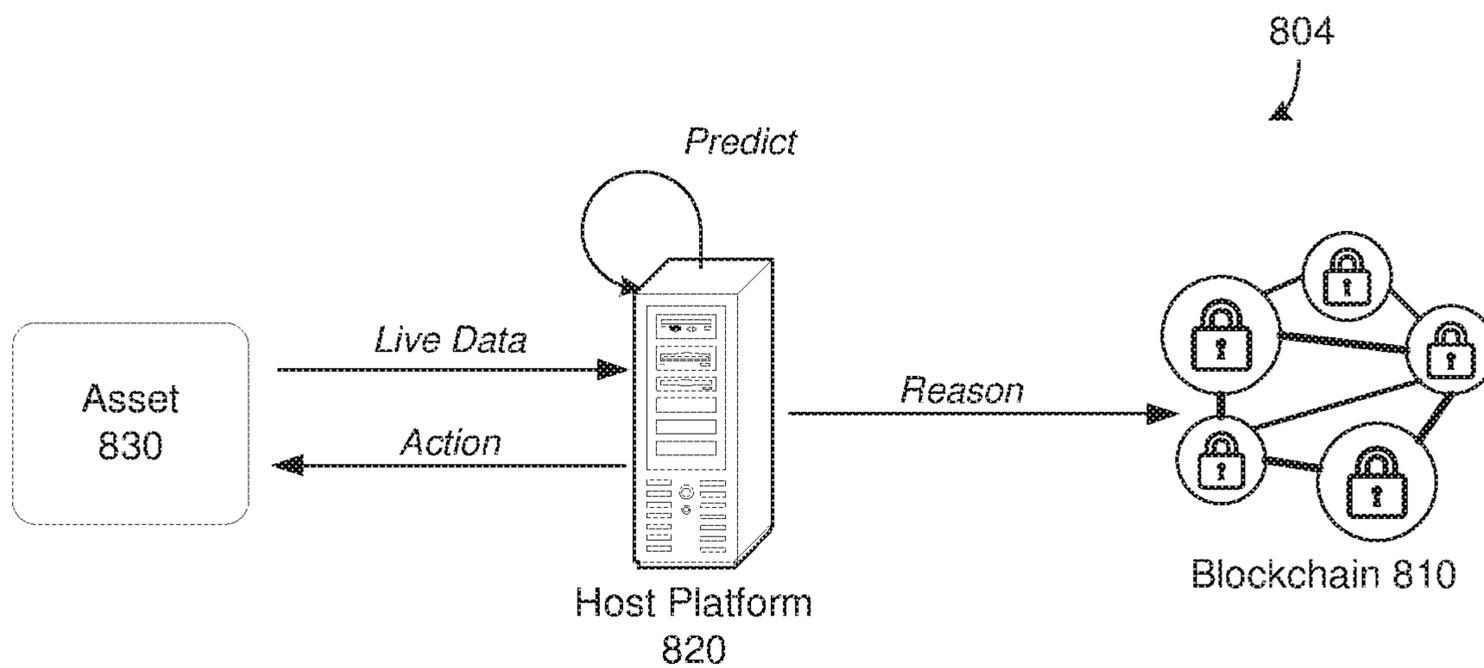 804
Predict
Live Data
Asset
830
Action
Reason
Host Platform
820
Blockchain 810